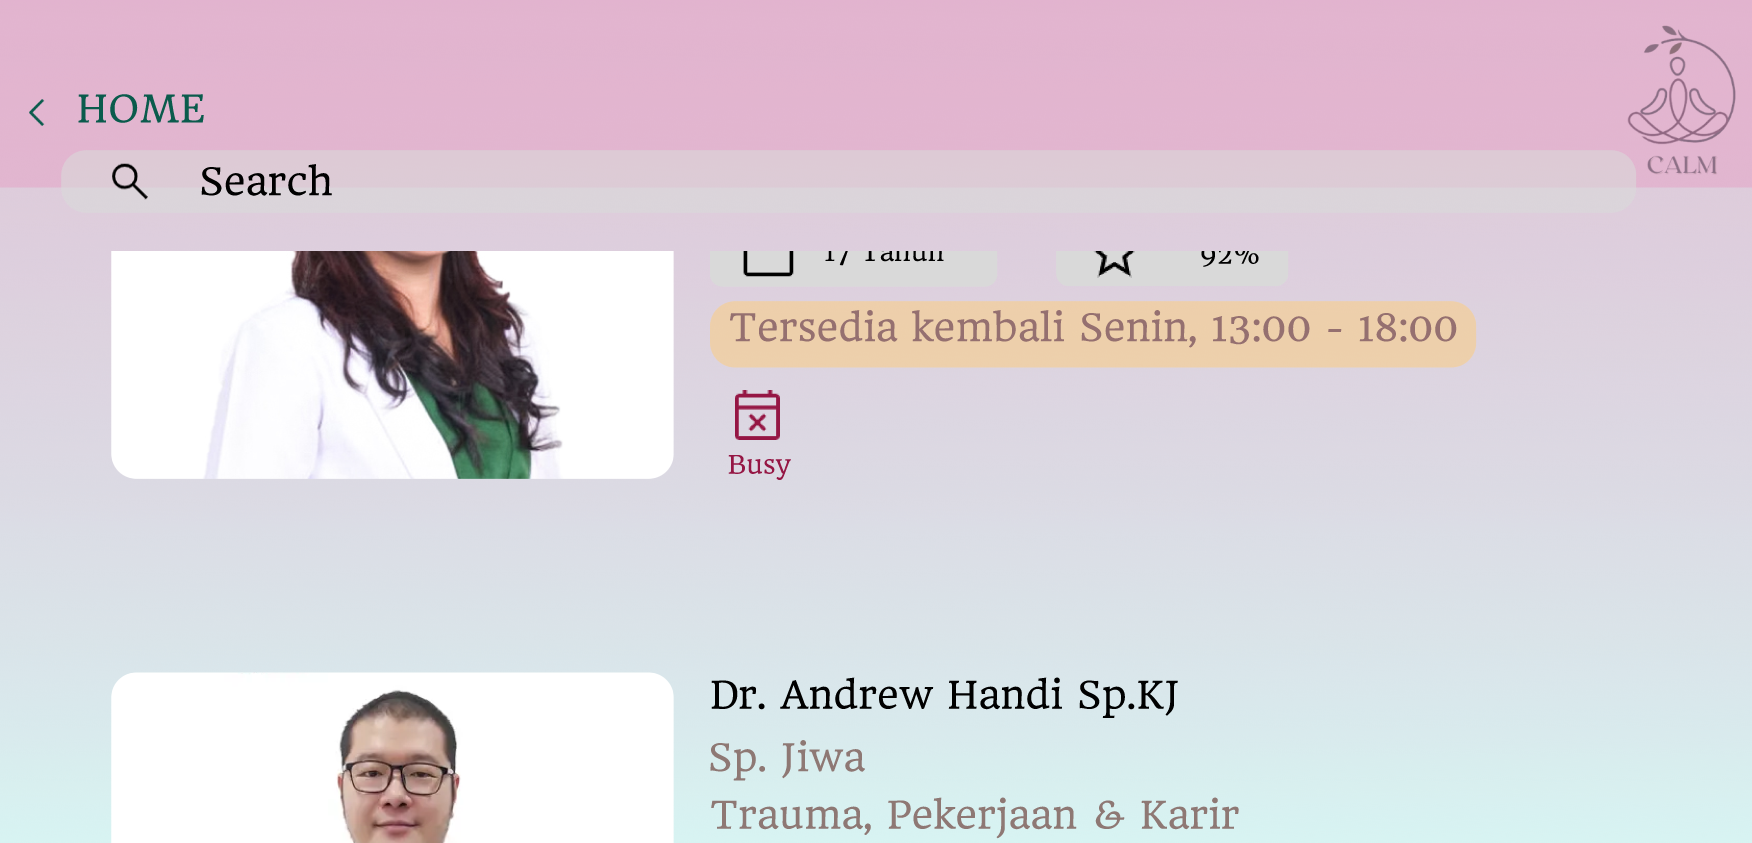 HOME
CALM
Search
17 Tahun
92%
Tersedia kembali Senin, 13:00 - 18:00
Busy
Dr. Andrew Handi Sp.KJ
Sp. Jiwa
Trauma, Pekerjaan & Karir